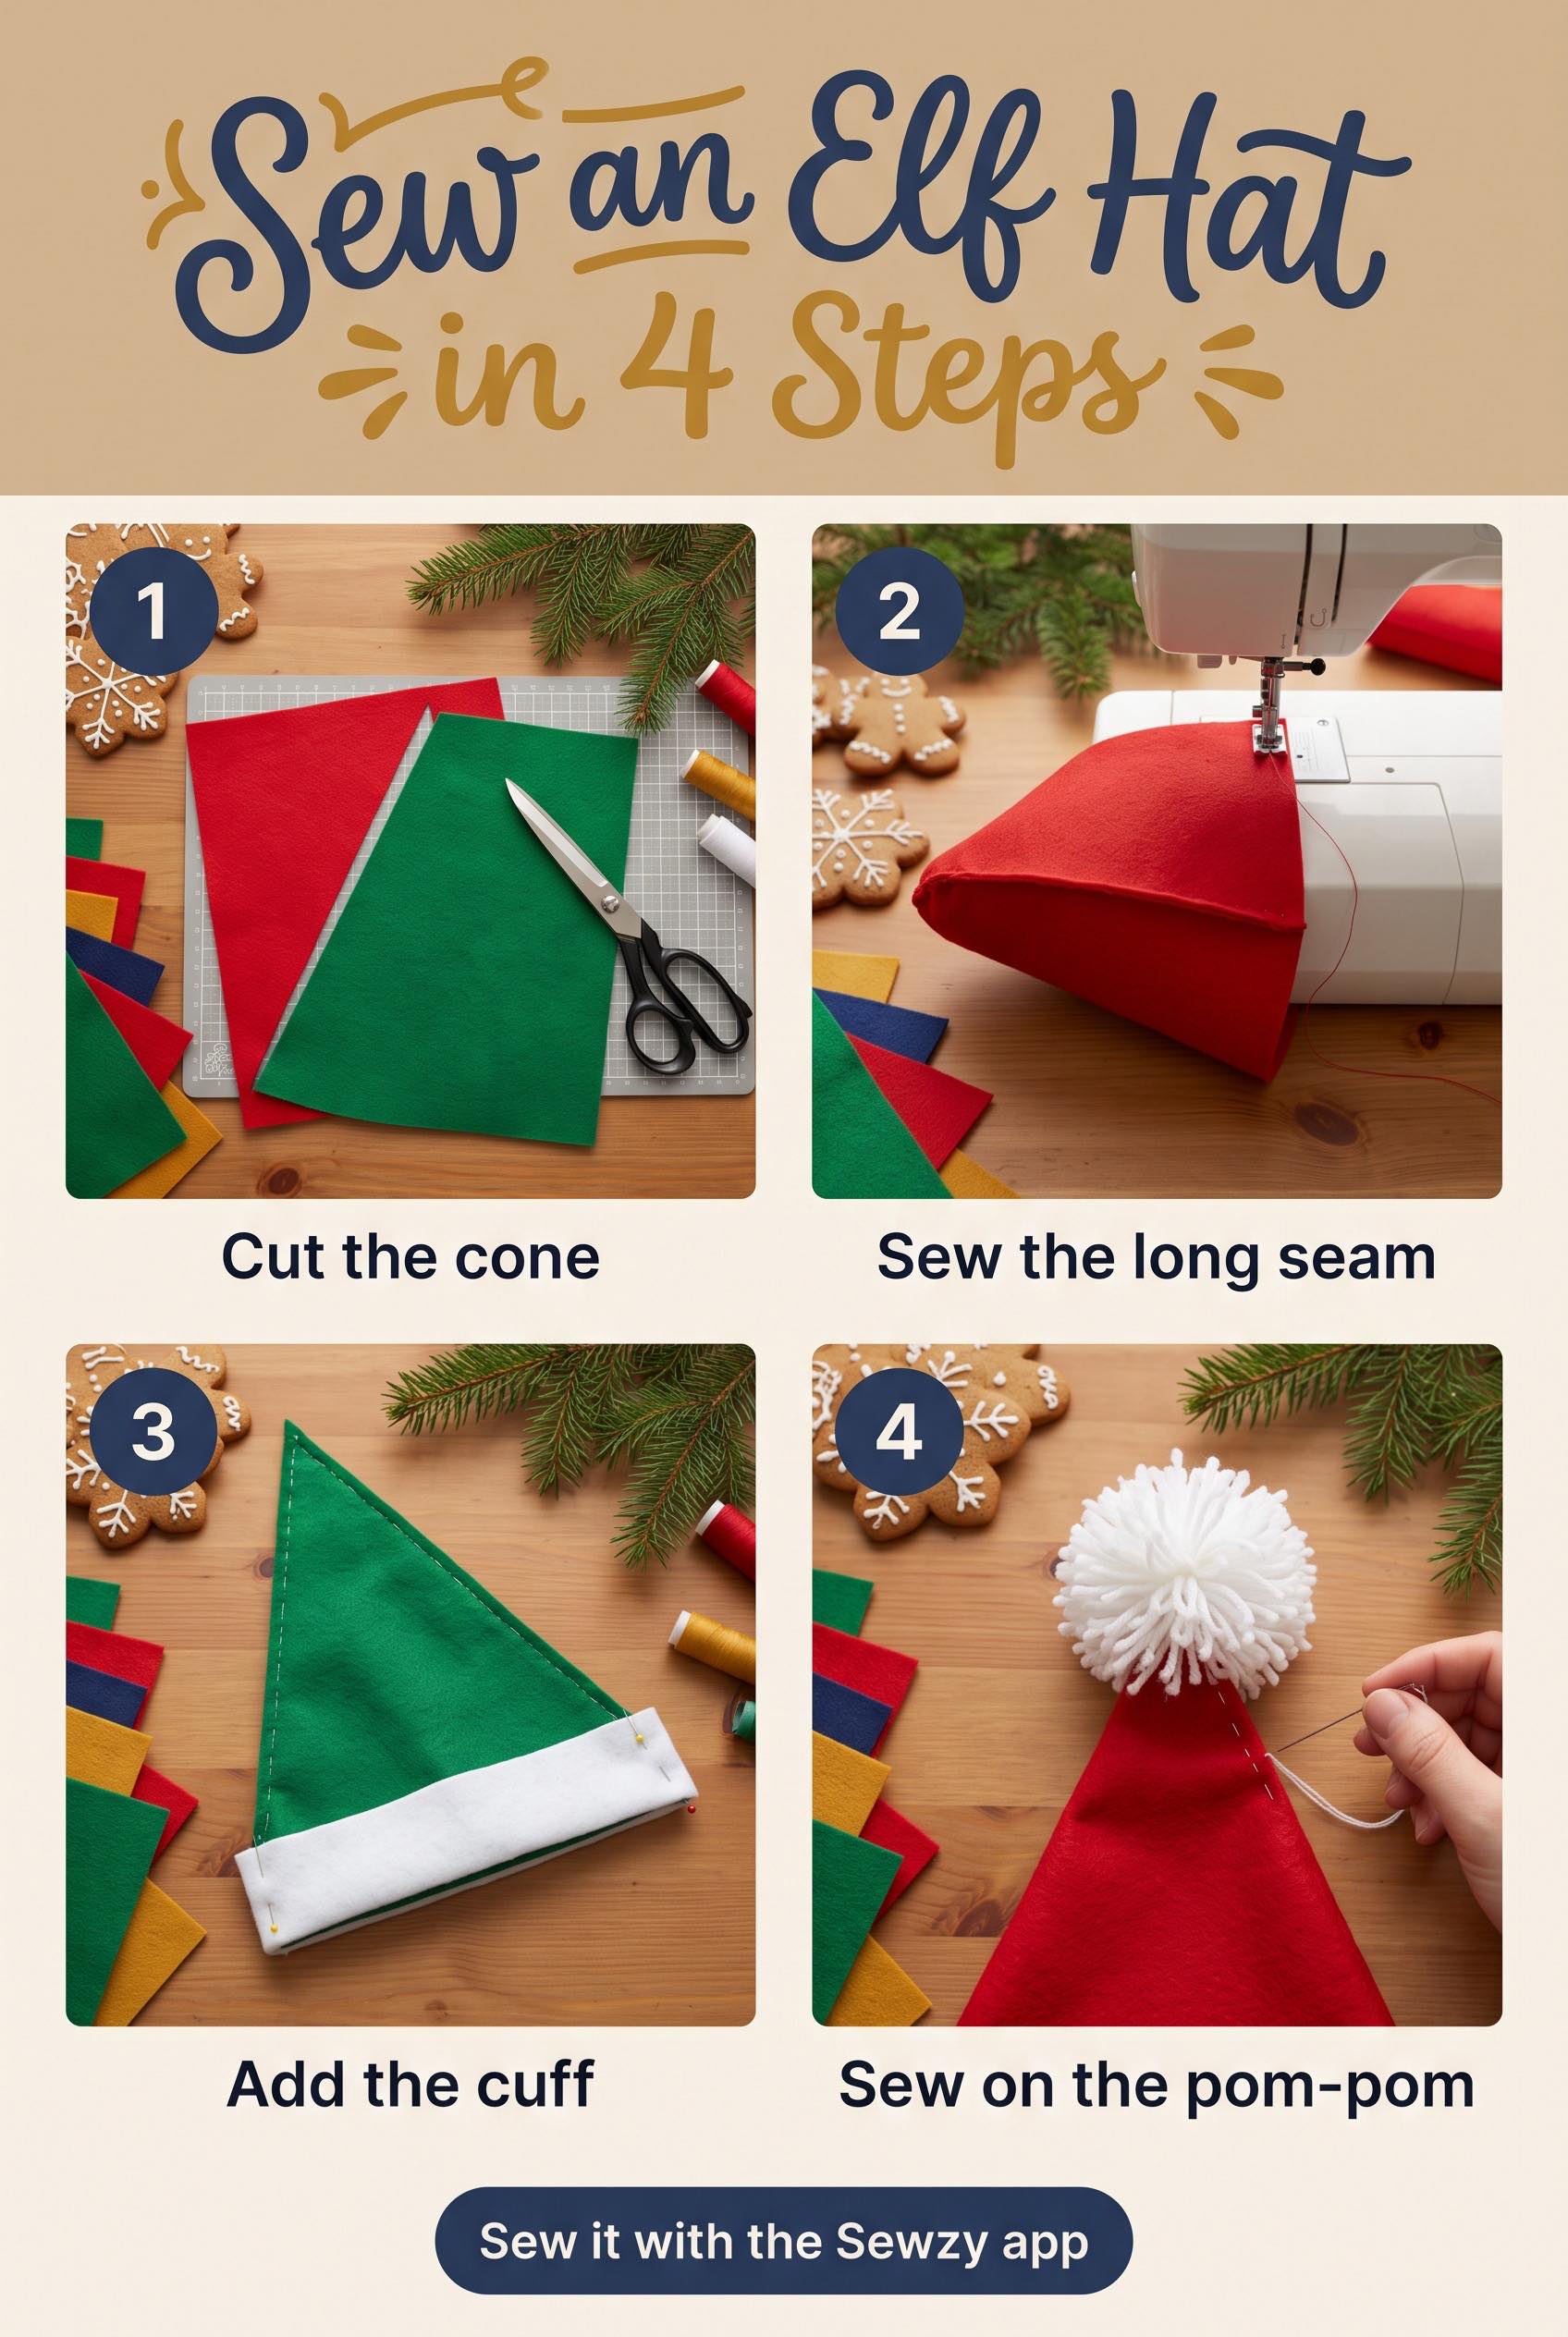 Sew an Elf Hat
in 4 Steps
1
2
Cut the cone
Sew the long seam
3
4
Add the cuff
Sew on the pom-pom
Sew it with the Sewzy app